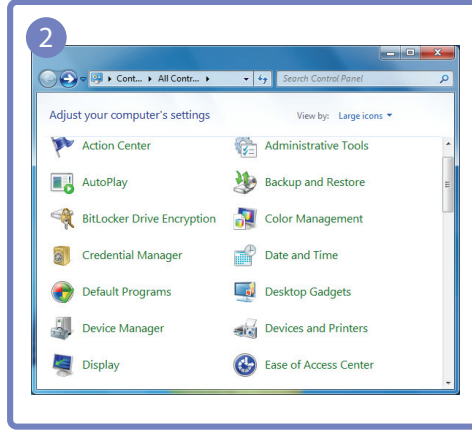 2
Cont... All Contr...
Search Control Panel
Adjust your computer's settings
View by: Large icons
Action Center
Administrative Tools
AutoPlay
Backup and Restore
BitLocker Drive Encryption
Color Management
Credential Manager
Date and Time
Default Programs
Desktop Gadgets
Device Manager
Devices and Printers
Display
Ease of Access Center